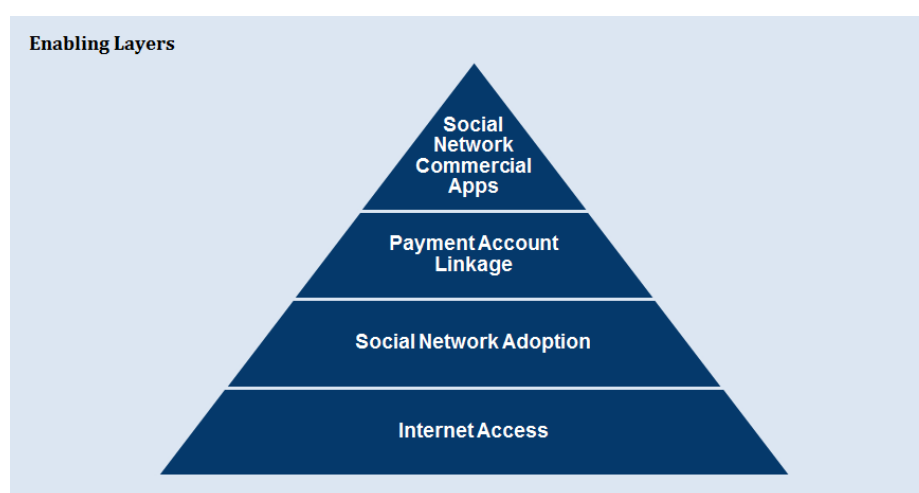 Enabling Layers
Social
Network
Commercial
Apps
Payment Account
Linkage
Social Network Adoption
Internet Access